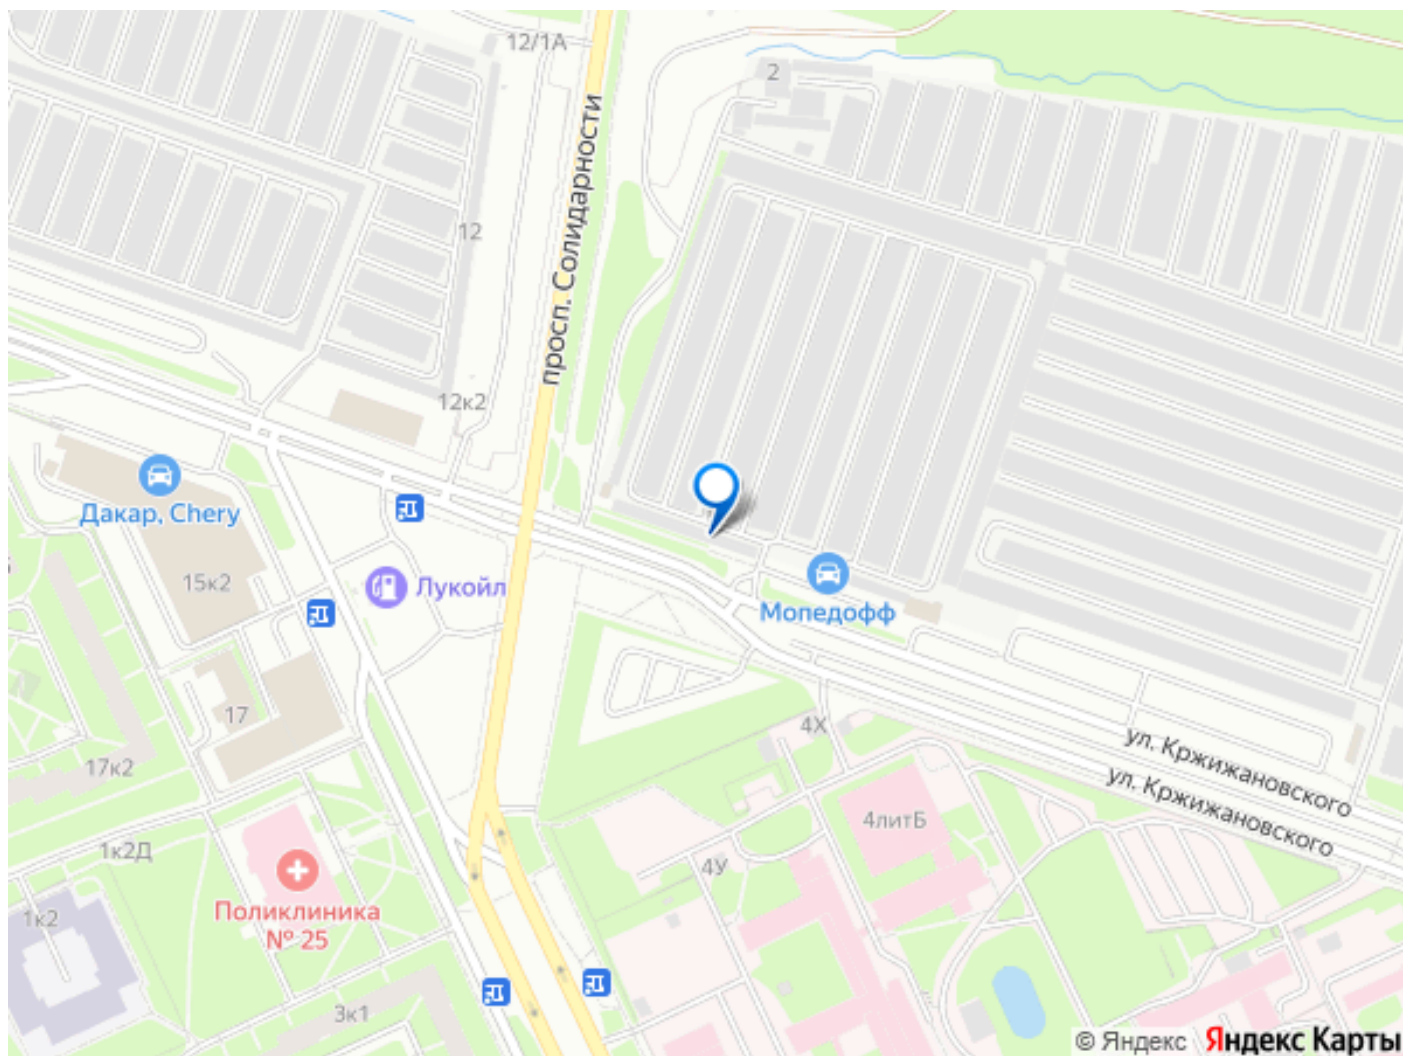 12/1А
2
просп. Солидарности
12
12к2
Дакар, Chery
15к2
Лукойл
Мопедофф
17
17к2
4Х
ул. Кржижановского
ул. Кржижановского
4литБ
1к2Д
4У
Поликлиника
№ 25
1к2
3к1
© Яндекс Яндекс Карты